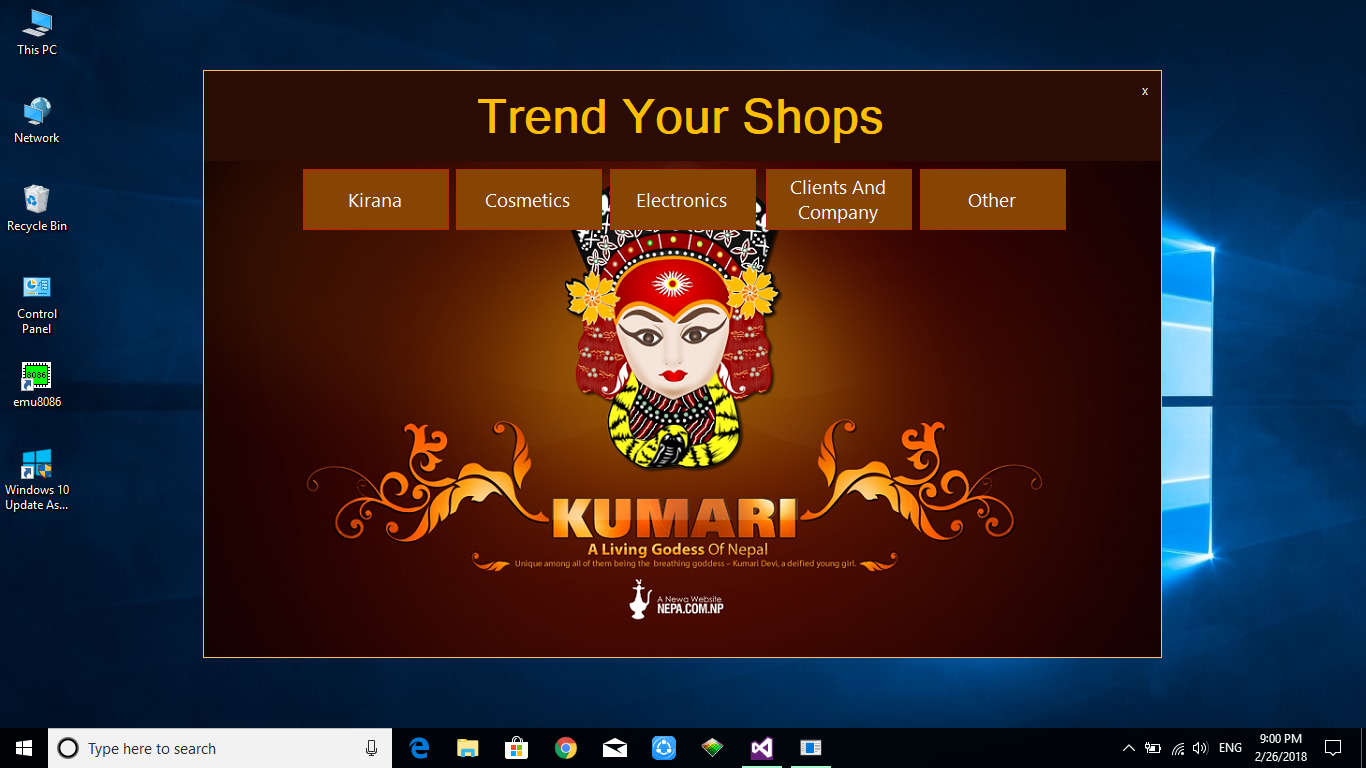 This PC
Network
Recycle Bin
Control
Panel
8086
emu8086
Windows 10
Update As...
Trend Your Shops
x
Kirana
Cosmetics
Electronics
Clients And
Company
Other
KUMARI
A Living Godess Of Nepal
Unique among all of them being the breathing goddess – Kumari Devi, a deified young girl.
A Newa Website
NEPA.COM.NP
Type here to search
ENG
9:00 PM
2/26/2018